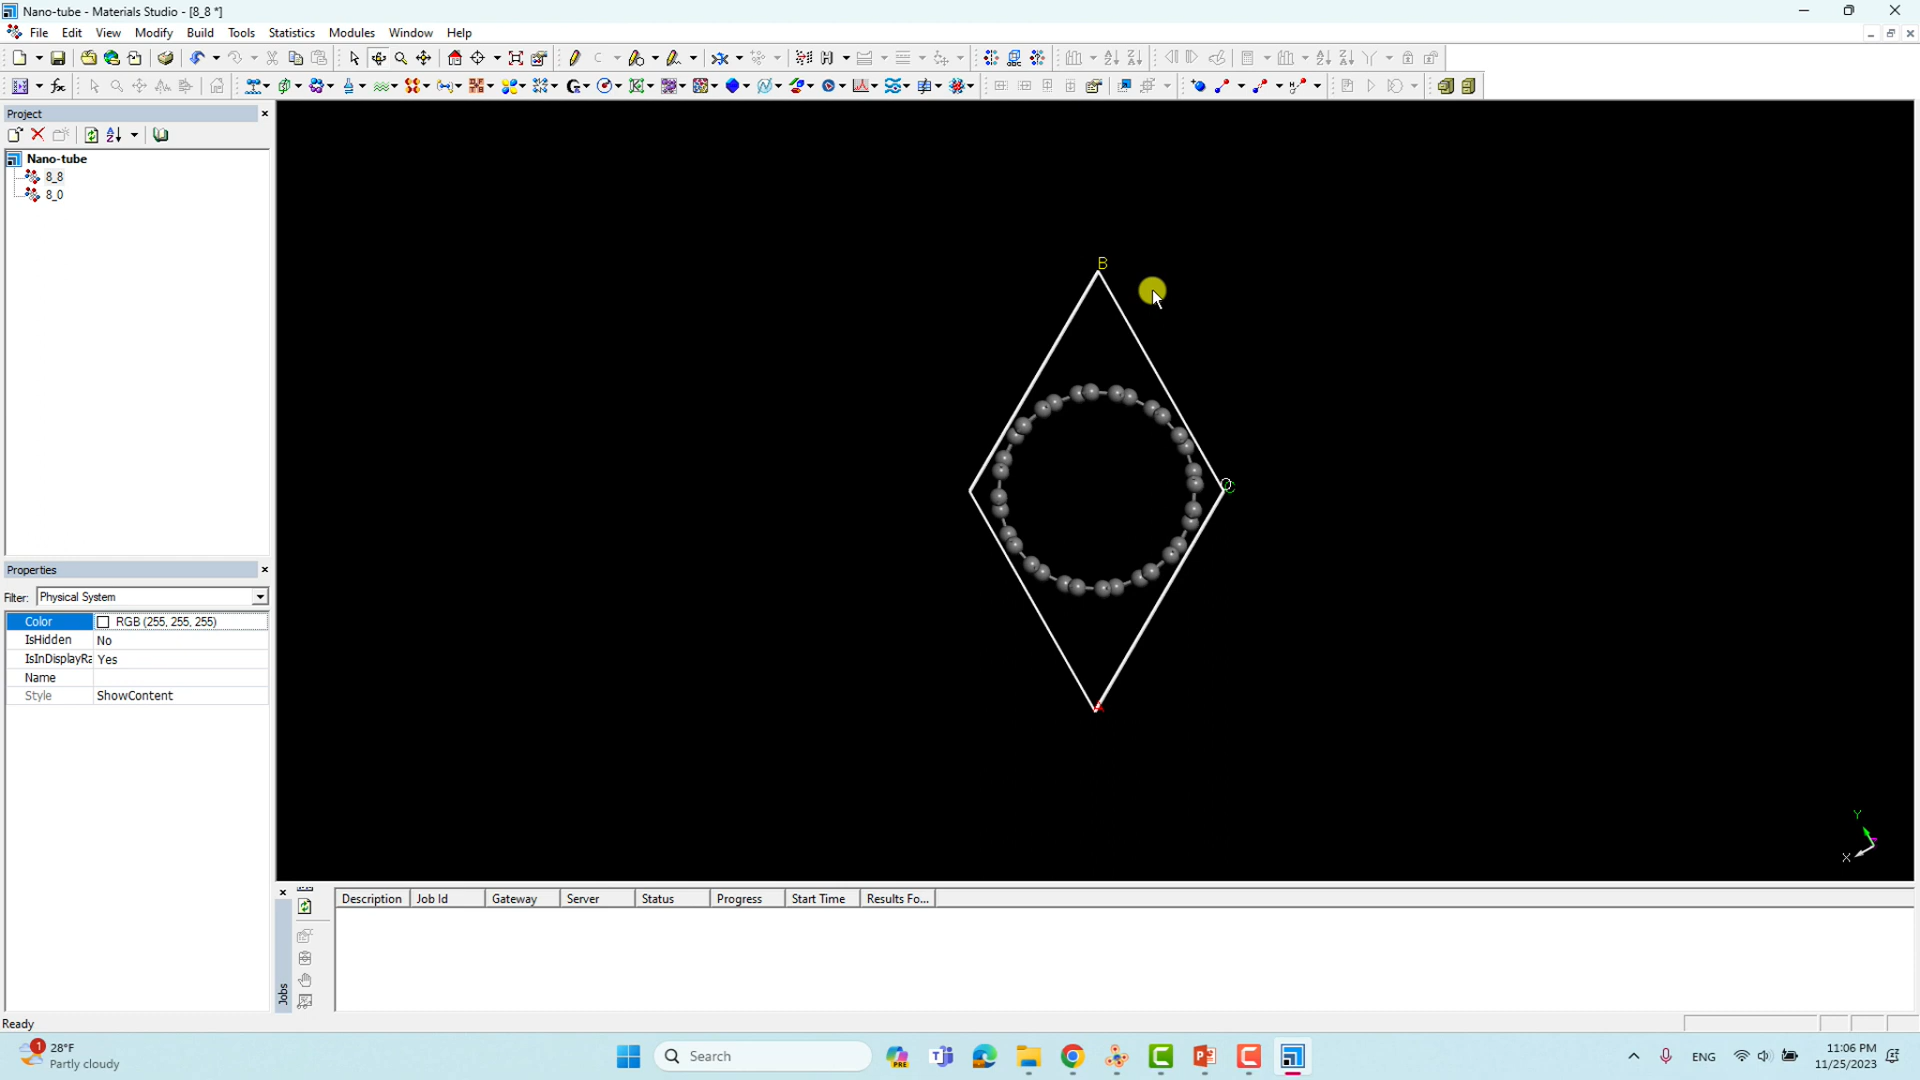 Nano-tube - Materials Studio - [8_8 *]
File Edit View Modify Build Tools Statistics Modules Window Help
Project
Nano-tube
8_8
8_0
B
C
A
Properties
Filter: Physical System
Color RGB (255, 255, 255)
IsHidden No
IsInDisplayRa Yes
Name
Style ShowContent
Y
X
Description Job Id Gateway Server Status Progress Start Time Results Fo...
Jobs
Ready
1
28°F
Partly cloudy
Search
PRE
ENG
11:06 PM
11/25/2023